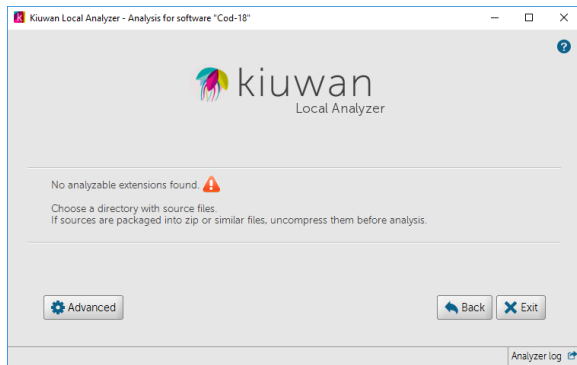 Kiuwan Local Analyzer - Analysis for software "Cod-18"
kiuwan
Local Analyzer
No analyzable extensions found.
Choose a directory with source files.
If sources are packaged into zip or similar files, uncompress them before analysis.
Advanced
Back
Exit
Analyzer log